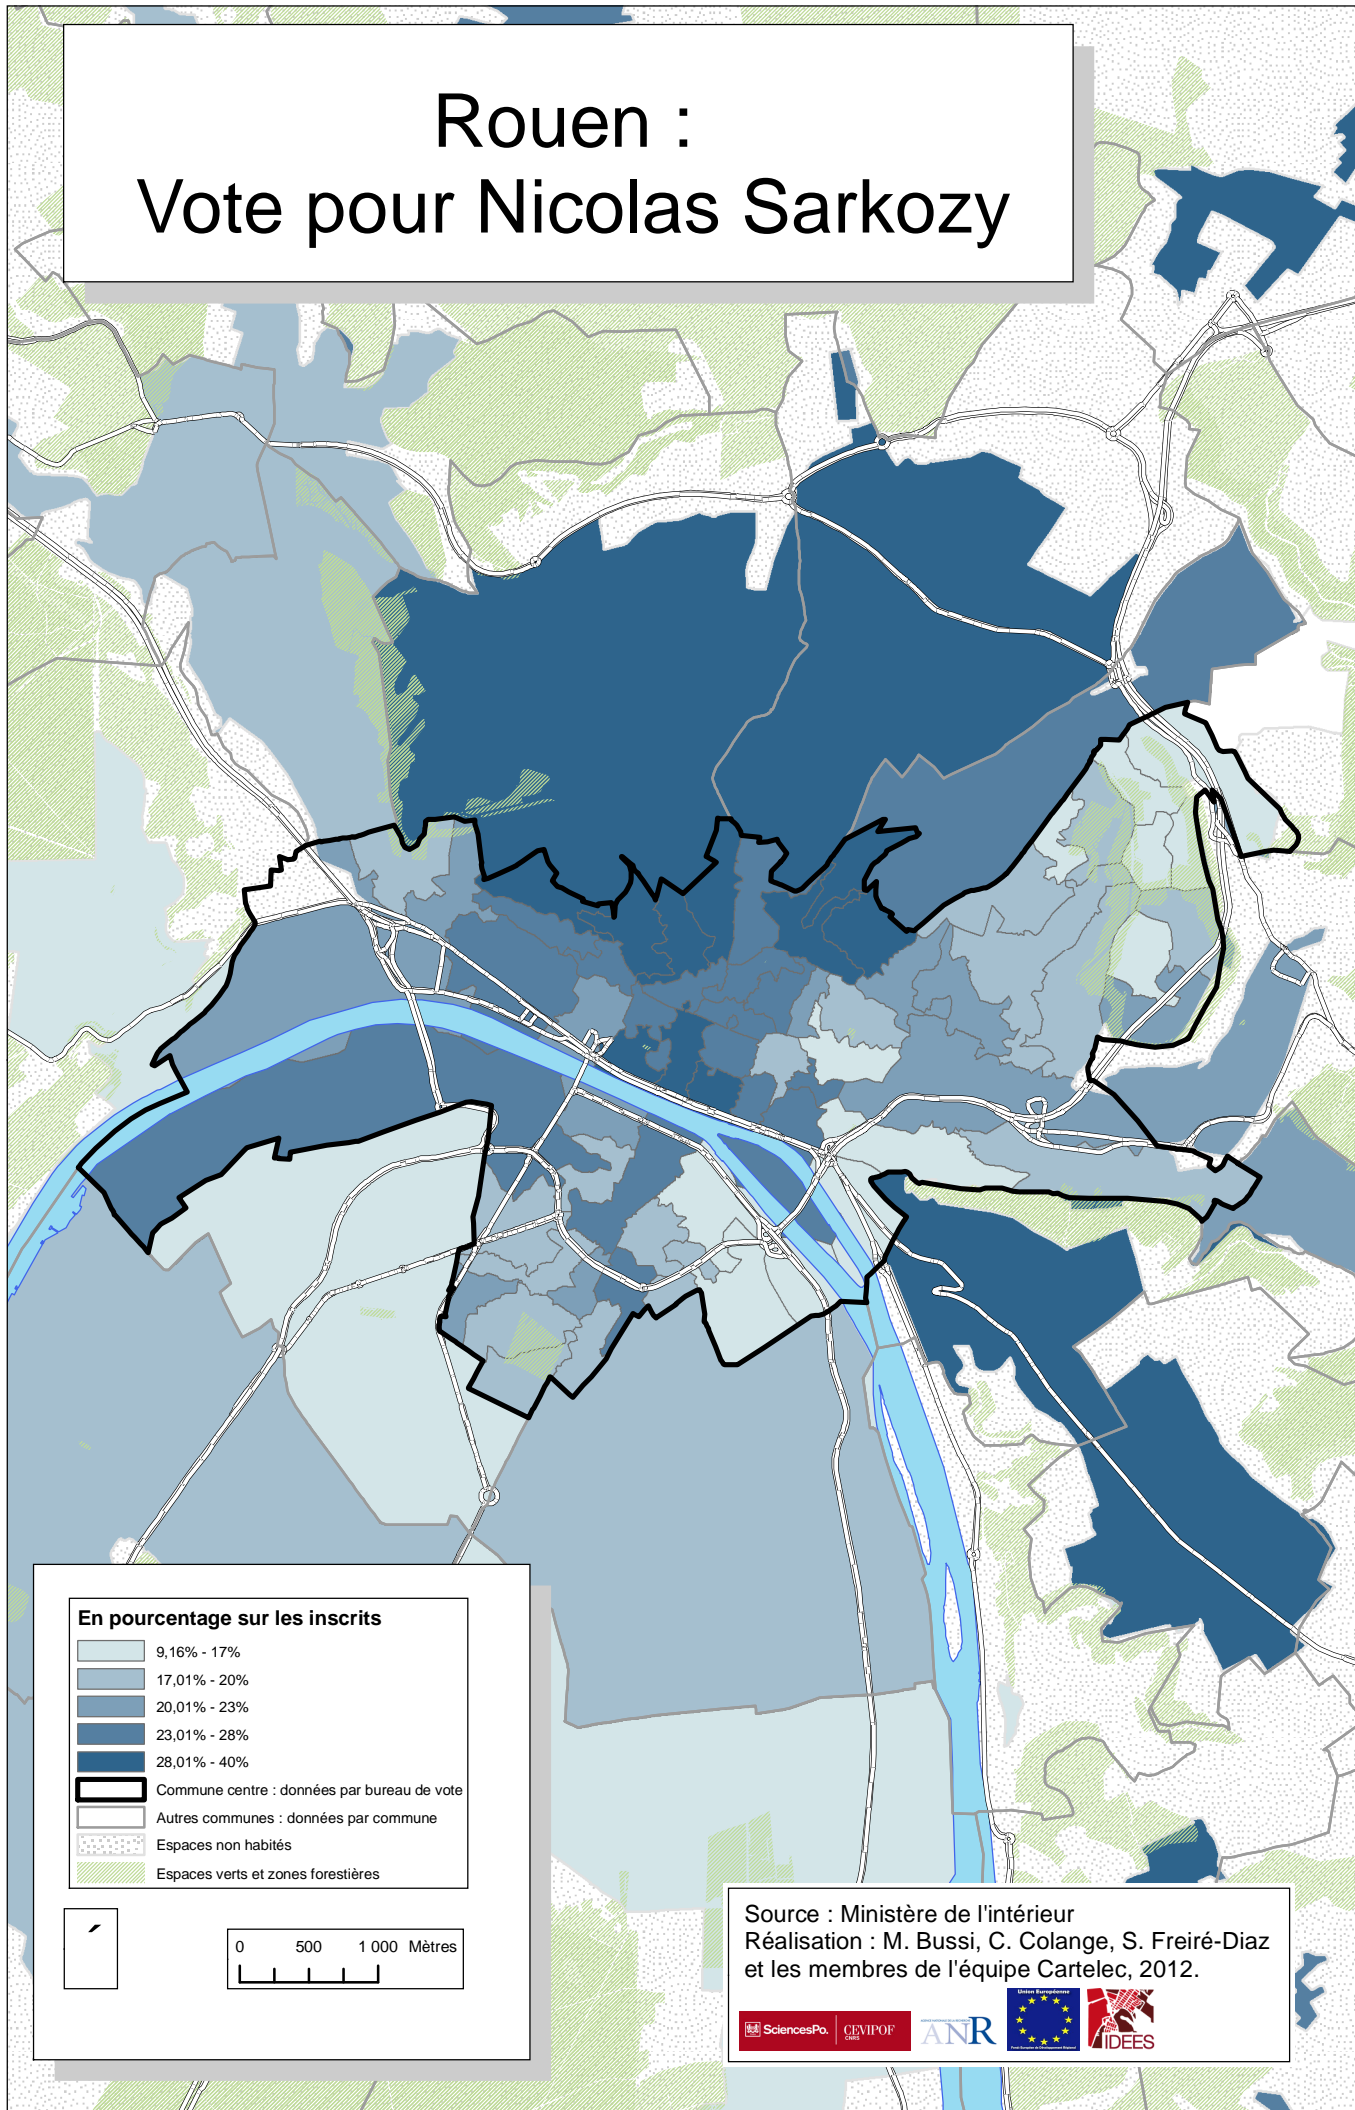 Rouen :
Vote pour Nicolas Sarkozy
En pourcentage sur les inscrits
9,16% - 17%
17,01% - 20%
20,01% - 23%
23,01% - 28%
28,01% - 40%
Commune centre : données par bureau de vote
Autres communes : données par commune
Espaces non habités
Espaces verts et zones forestières
0 500 1 000 Mètres
Source : Ministère de l'intérieur
Réalisation : M. Bussi, C. Colange, S. Freiré-Diaz
et les membres de l'équipe Cartelec, 2012.
SciencesPo.
CEVIPOF
CNRS
ANR
Union Européenne
IDEES